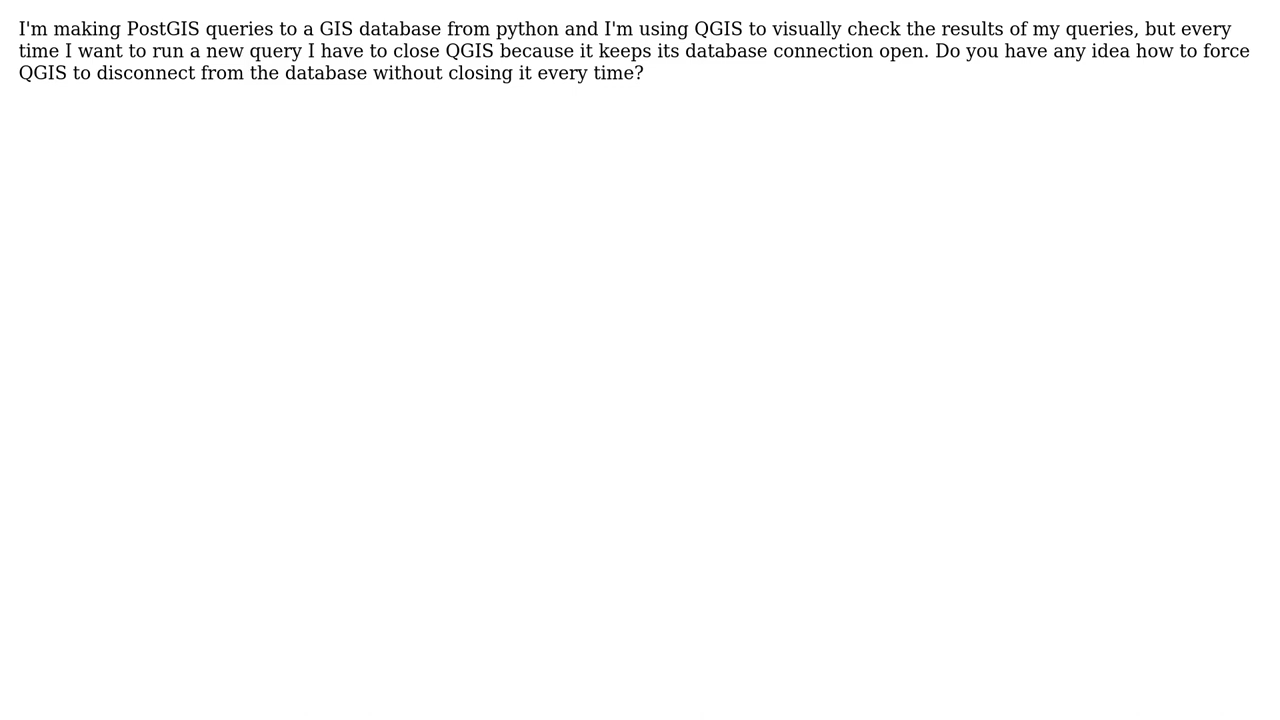 I'm making PostGIS queries to a GIS database from python and I'm using QGIS to visually check the results of my queries, but every
time I want to run a new query I have to close QGIS because it keeps its database connection open. Do you have any idea how to force
QGIS to disconnect from the database without closing it every time?